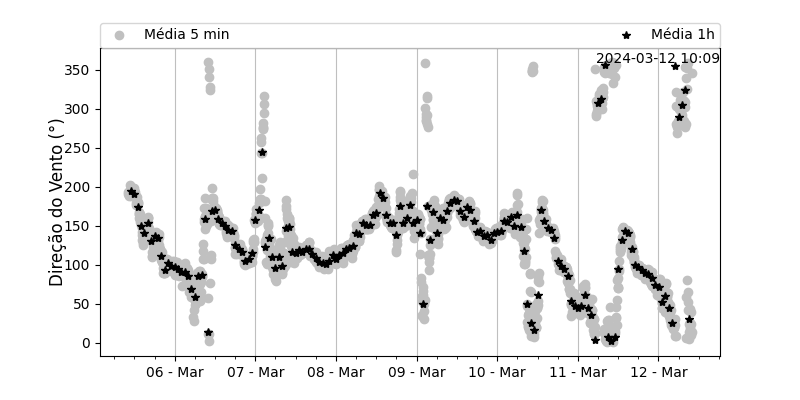 Média 5 min
Média 1h
2024-03-12 10:09
Direção do Vento (°)
350
300
250
200
150
100
50
0
06 - Mar
07 - Mar
08 - Mar
09 - Mar
10 - Mar
11 - Mar
12 - Mar